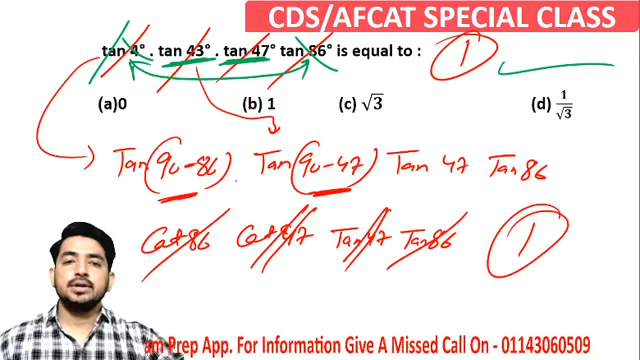 CDS/AFCAT SPECIAL CLASS
tan 4° . tan 43° . tan 47° tan 86° is equal to :
1
(a)0 (b) 1 (c) √3 (d) 1/√3
Tan(90-86) . Tan(90-47) Tan 47 Tan 86
Cot 86 Cot 47 Tan 47 Tan 86 1
am Prep App. For Information Give A Missed Call On - 01143060509